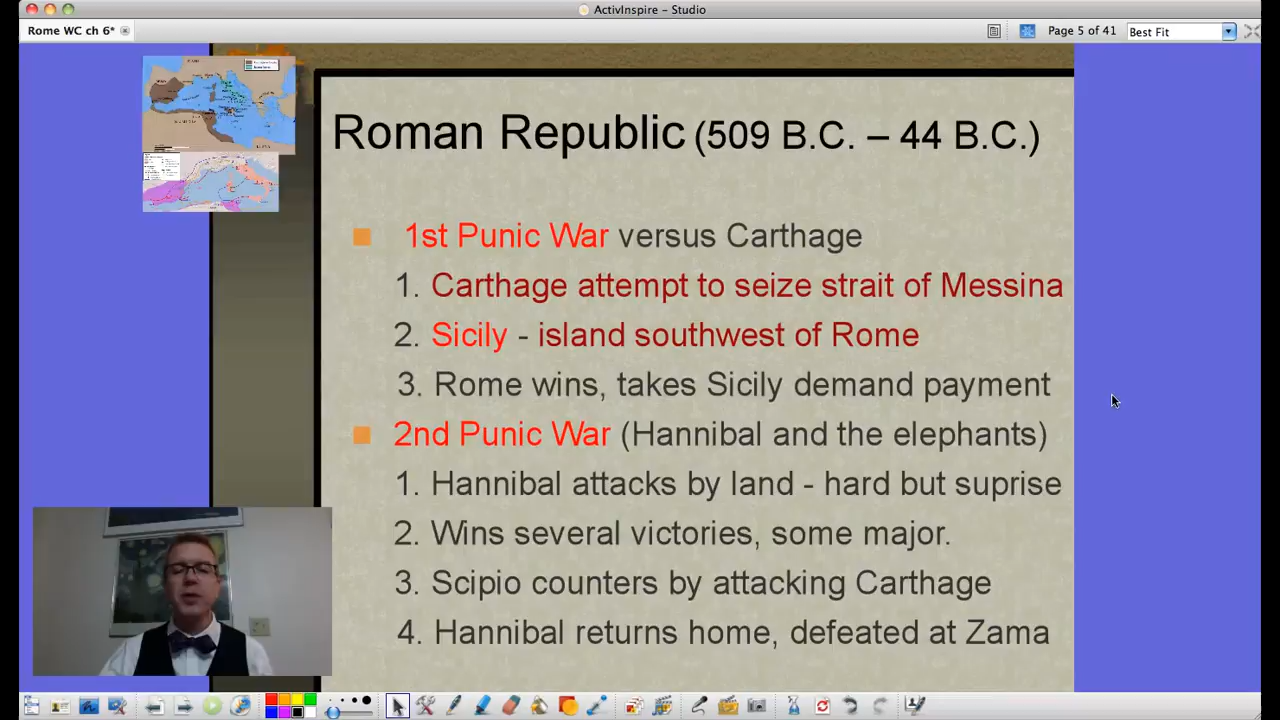 ActivInspire – Studio
Rome WC ch 6*
Page 5 of 41
Best Fit
Roman Republic (509 B.C. – 44 B.C.)
1st Punic War versus Carthage
1. Carthage attempt to seize strait of Messina
2. Sicily - island southwest of Rome
3. Rome wins, takes Sicily demand payment
2nd Punic War (Hannibal and the elephants)
1. Hannibal attacks by land - hard but suprise
2. Wins several victories, some major.
3. Scipio counters by attacking Carthage
4. Hannibal returns home, defeated at Zama